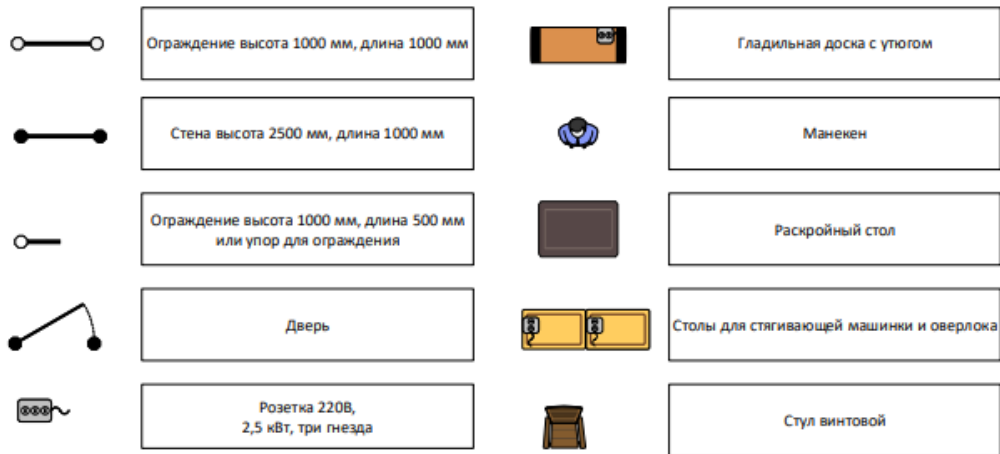 Ограждение высота 1000 мм, длина 1000 мм
Гладильная доска с утюгом
Стена высота 2500 мм, длина 1000 мм
Манекен
Ограждение высота 1000 мм, длина 500 мм
или упор для ограждения
Раскройный стол
Дверь
Столы для стягивающей машинки и оверлока
Розетка 220В,
2,5 кВт, три гнезда
Стул винтовой